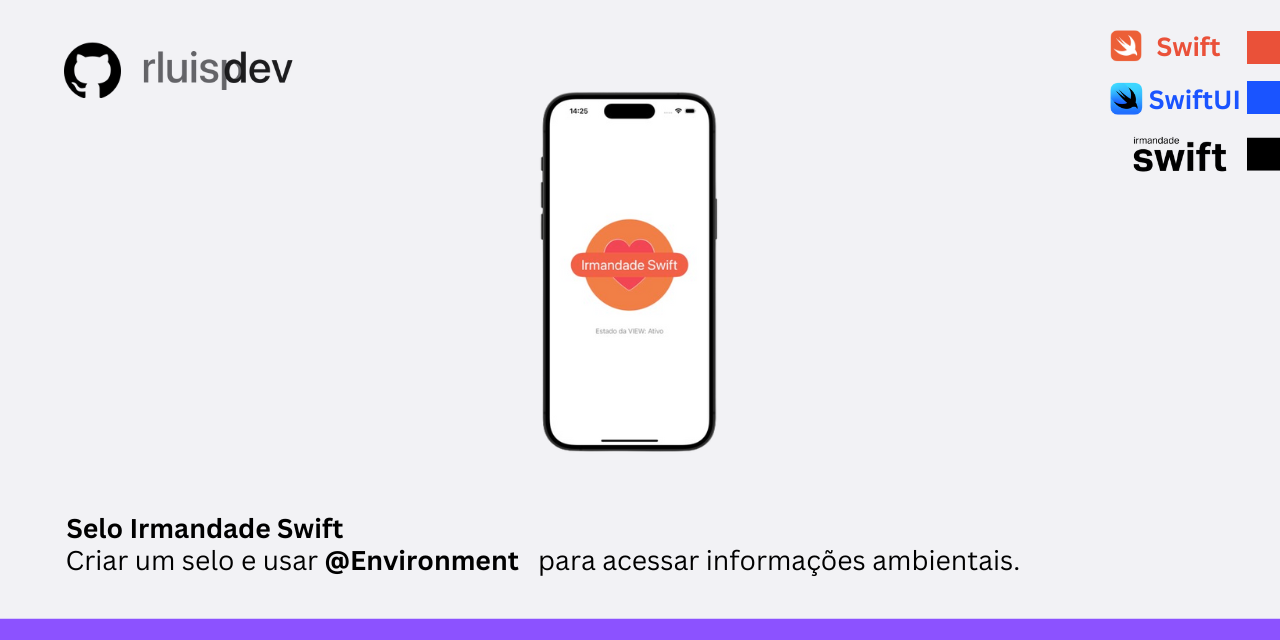 rluispdev
Swift
SwiftUI
irmandade
swift
14:25
Irmandade Swift
Estado da VIEW: Ativo
Selo Irmandade Swift
Criar um selo e usar @Environment para acessar informações ambientais.